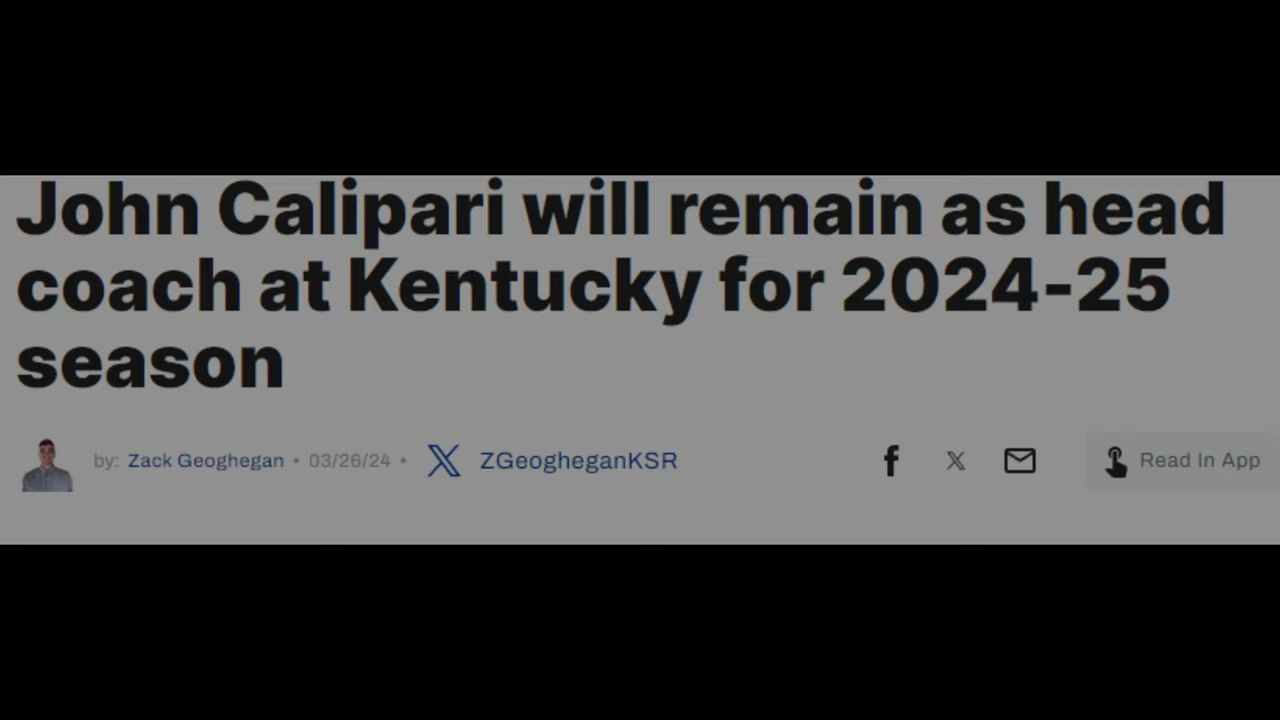 John Calipari will remain as head
coach at Kentucky for 2024-25
season
by: Zack Geoghegan • 03/26/24 • X ZGeogheganKSR f X Read In App